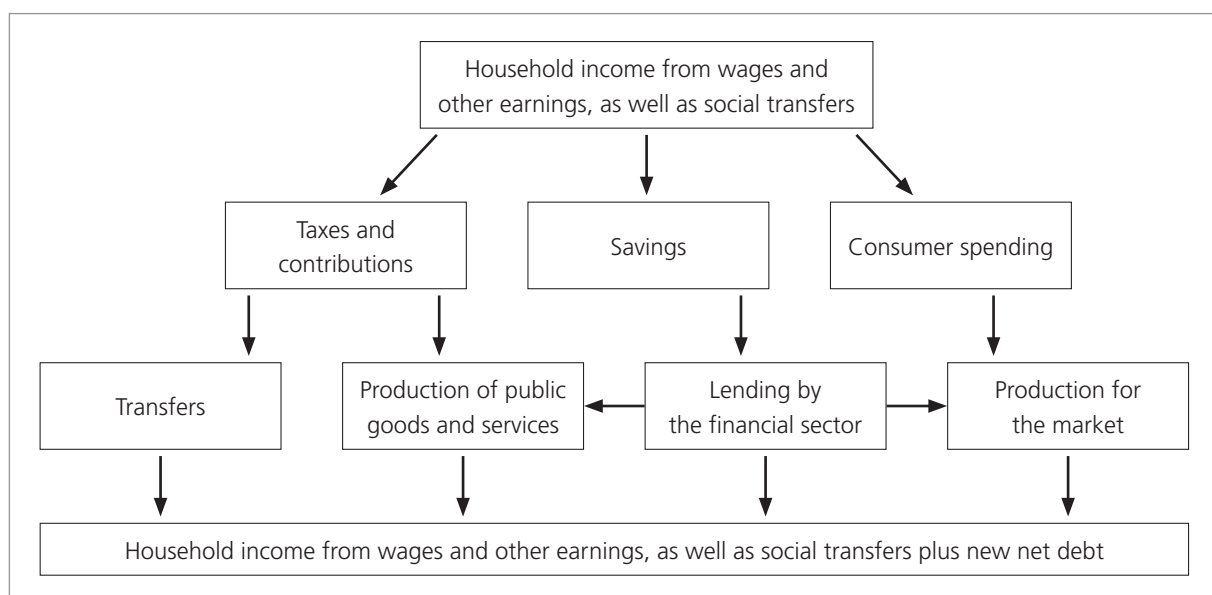 Household income from wages and
other earnings, as well as social transfers
Taxes and
contributions
Savings
Consumer spending
Transfers
Production of public
goods and services
Lending by
the financial sector
Production for
the market
Household income from wages and other earnings, as well as social transfers plus new net debt